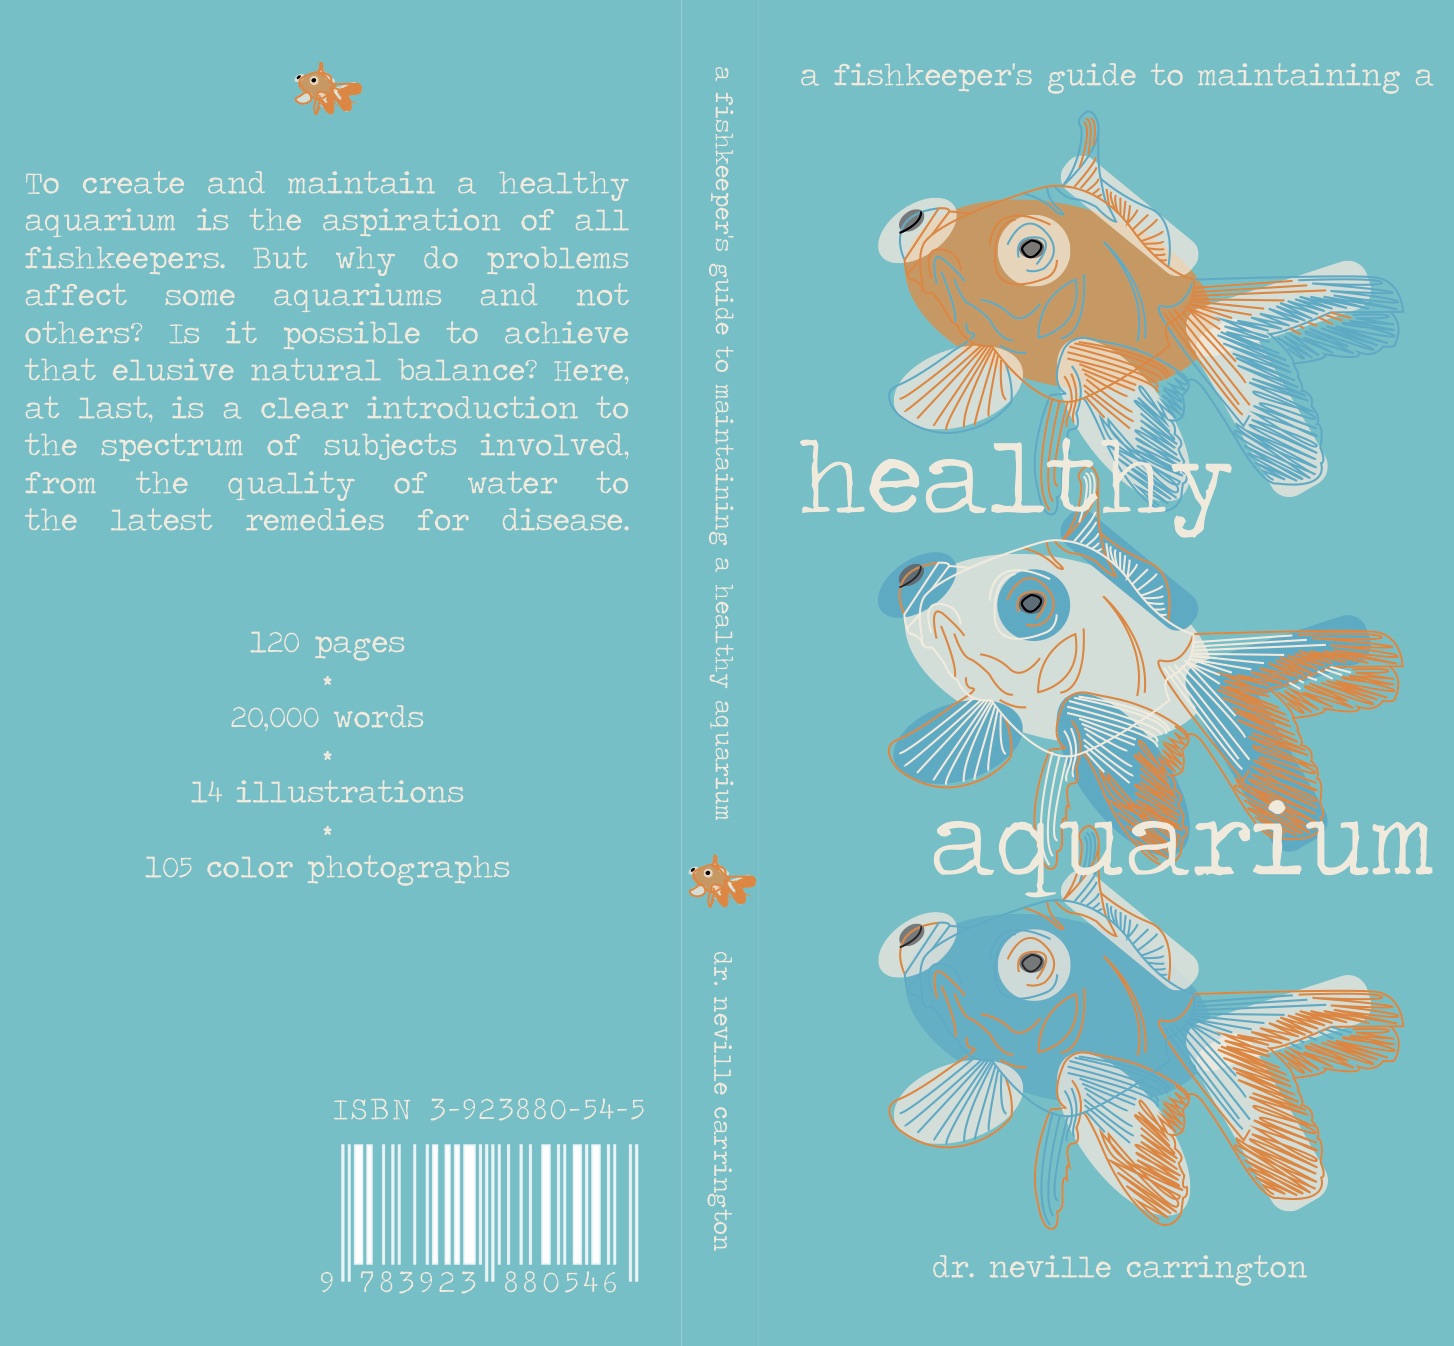 To create and maintain a healthy
aquarium is the aspiration of all
fishkeepers. But why do problems
affect some aquariums and not
others? Is it possible to achieve
that elusive natural balance? Here,
at last, is a clear introduction to
the spectrum of subjects involved,
from the quality of water to
the latest remedies for disease.
120 pages
*
20,000 words
*
14 illustrations
*
105 color photographs
ISBN 3-923880-54-5
9 783923 880546
a fishkeeper's guide to maintaining a healthy aquarium
dr. neville carrington
a fishkeeper's guide to maintaining a
healthy
aquarium
dr. neville carrington